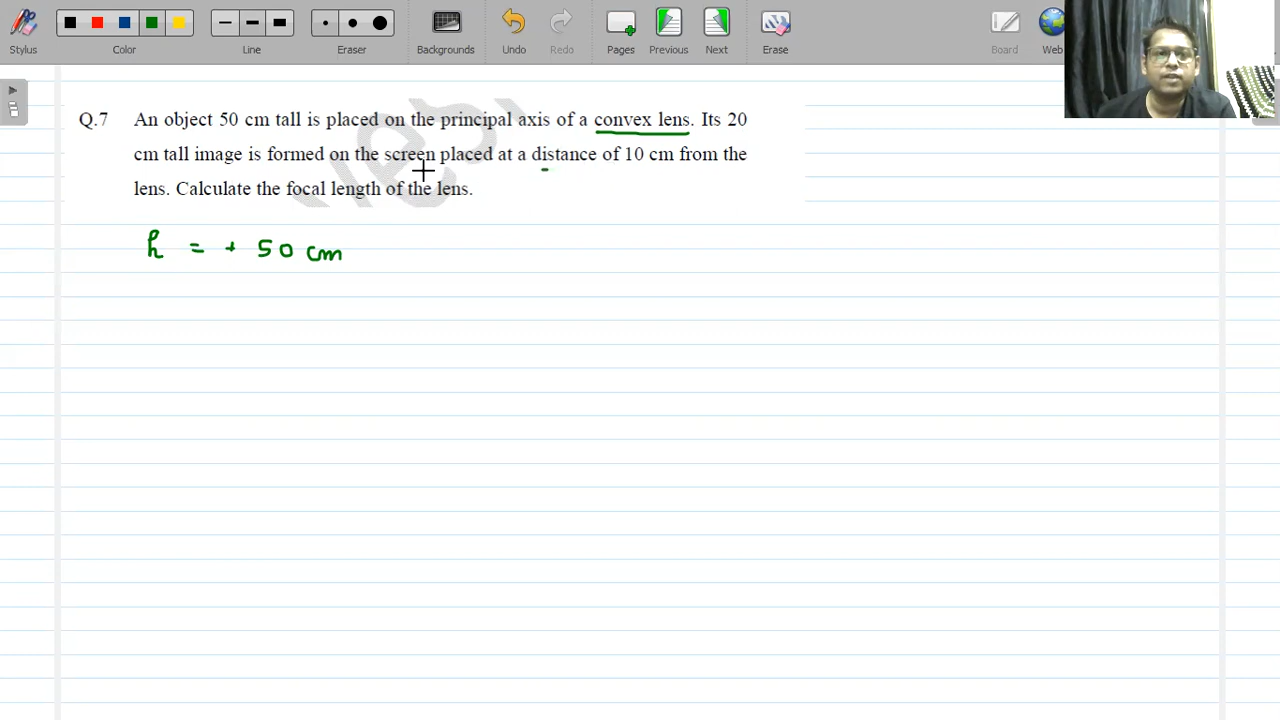 Stylus
Color
Line
Eraser
Backgrounds
Undo
Redo
Pages
Previous
Next
Erase
Board
Web
Q.7 An object 50 cm tall is placed on the principal axis of a convex lens. Its 20
cm tall image is formed on the screen placed at a distance of 10 cm from the
lens. Calculate the focal length of the lens.
h = + 50 cm